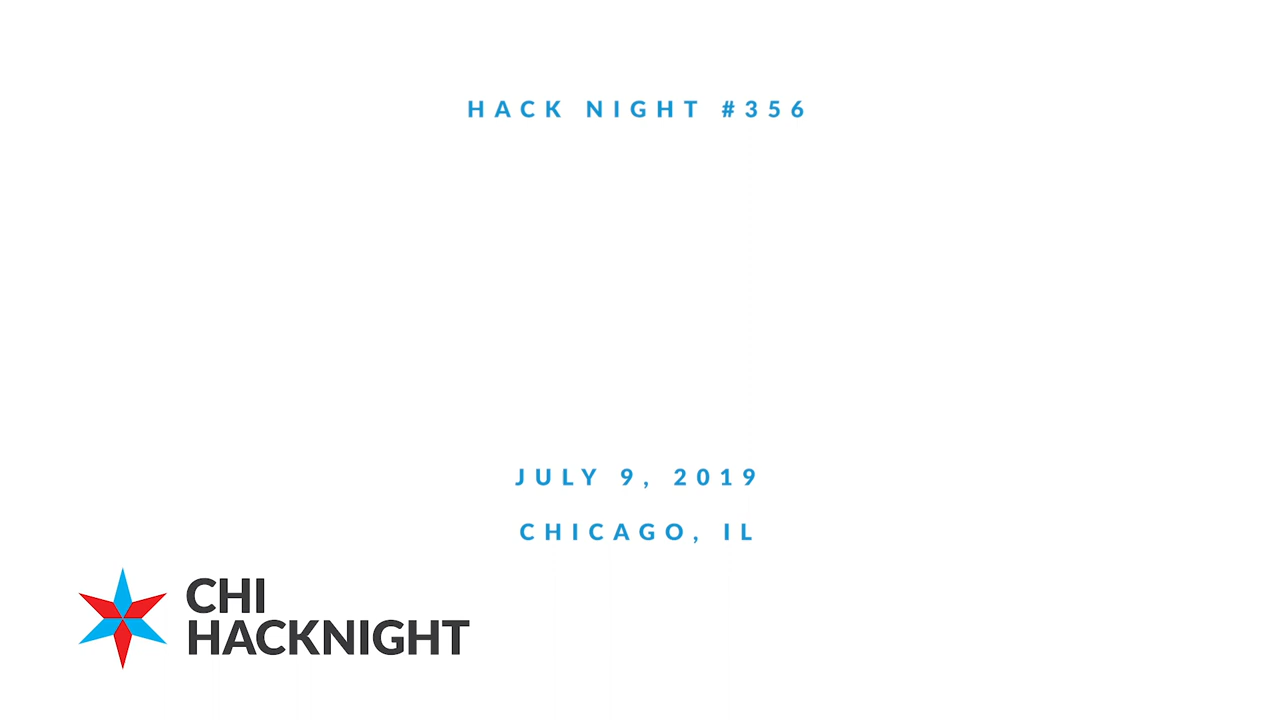 HACK NIGHT #356
JULY 9, 2019
CHICAGO, IL
CHI
HACKNIGHT